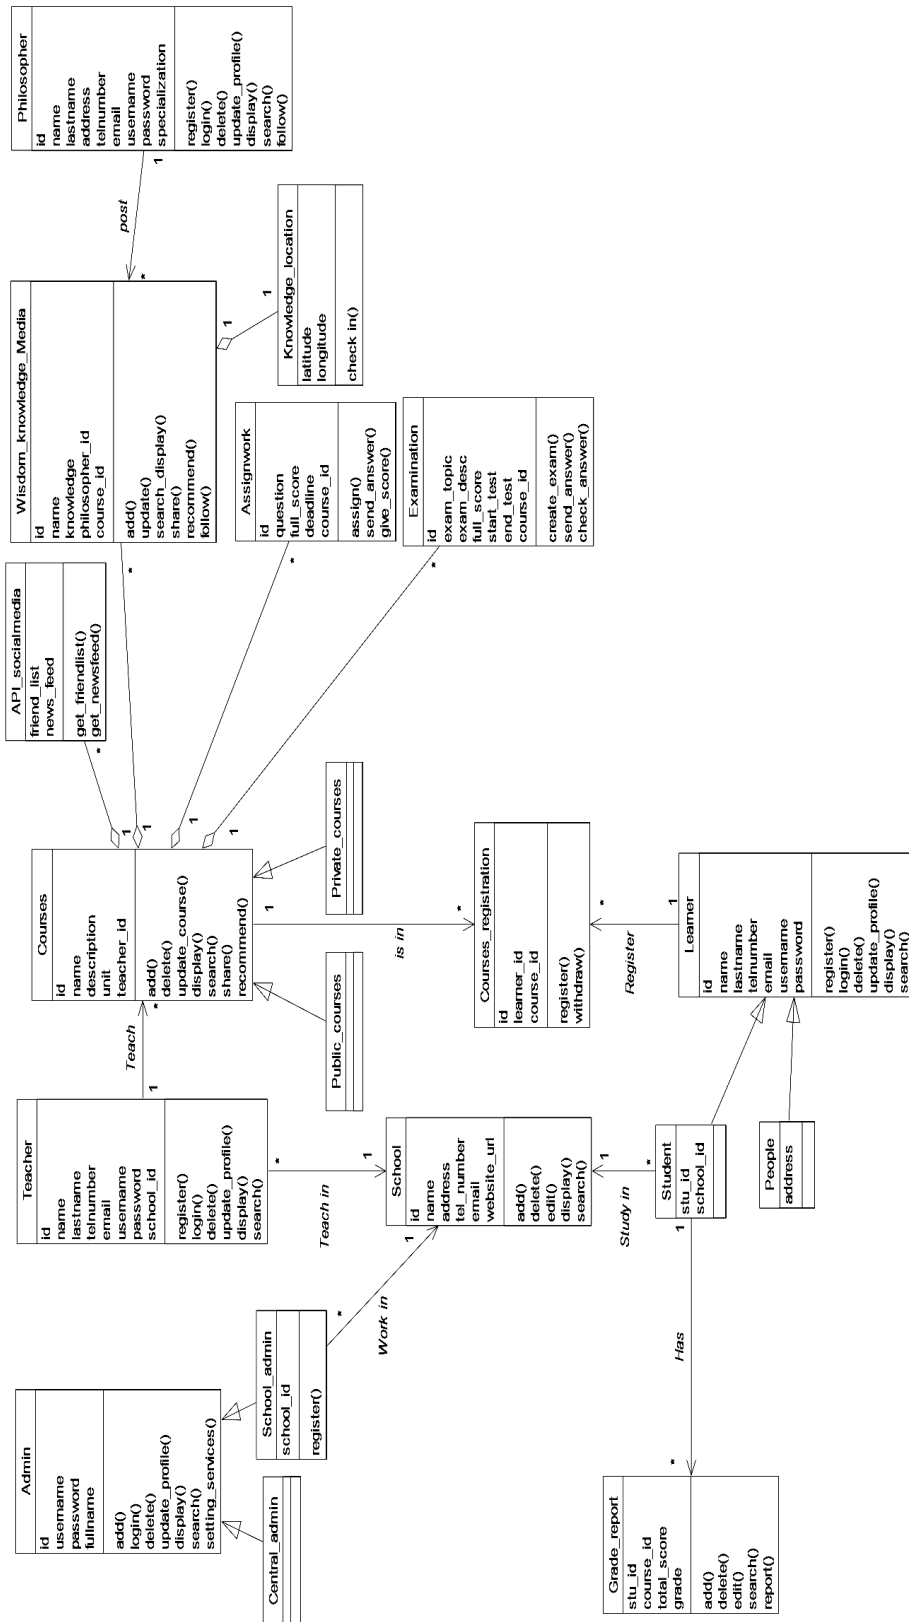 Admin
id
username
password
fullname
add()
login()
delete()
update_profile()
display()
search()
setting_services()
Central_admin
School_admin
school_id
register()
*
Work in
1
Teacher
id
name
lastname
telnumber
email
username
password
school_id
register()
login()
delete()
update_profile()
display()
search()
1
Teach
*
*
Teach in
1
School
id
name
address
tel_number
email
website_url
add()
delete()
edit()
display()
search()
1
Study in
*
Student
stu_id
school_id
1
Has
*
Grade_report
stu_id
course_id
total_score
grade
add()
delete()
edit()
search()
report()
People
address
Courses
id
name
description
unit
teacher_id
add()
delete()
update_course()
display()
search()
share()
recommend()
Public_courses
Private_courses
1
is in
*
Courses_registration
id
learner_id
course_id
register()
withdraw()
*
Register
1
Learner
id
name
lastname
telnumber
email
username
password
register()
login()
delete()
update_profile()
display()
search()
API_socialmedia
friend_list
news_feed
get_friendlist()
get_newsfeed()
*
1
Wisdom_knowledge_Media
id
name
knowledge
philosopher_id
course_id
add()
update()
search_display()
share()
recommend()
follow()
*
1
Assignwork
id
question
full_score
deadline
course_id
assign()
send_answer()
give_score()
*
1
Examination
id
exam_topic
exam_desc
full_score
start_test
end_test
course_id
create_exam()
send_answer()
check_answer()
*
1
Knowledge_location
latitude
longitude
check in()
1
1
Philosopher
id
name
lastname
address
telnumber
email
username
password
specialization
register()
login()
delete()
update_profile()
display()
search()
follow()
1
post
*